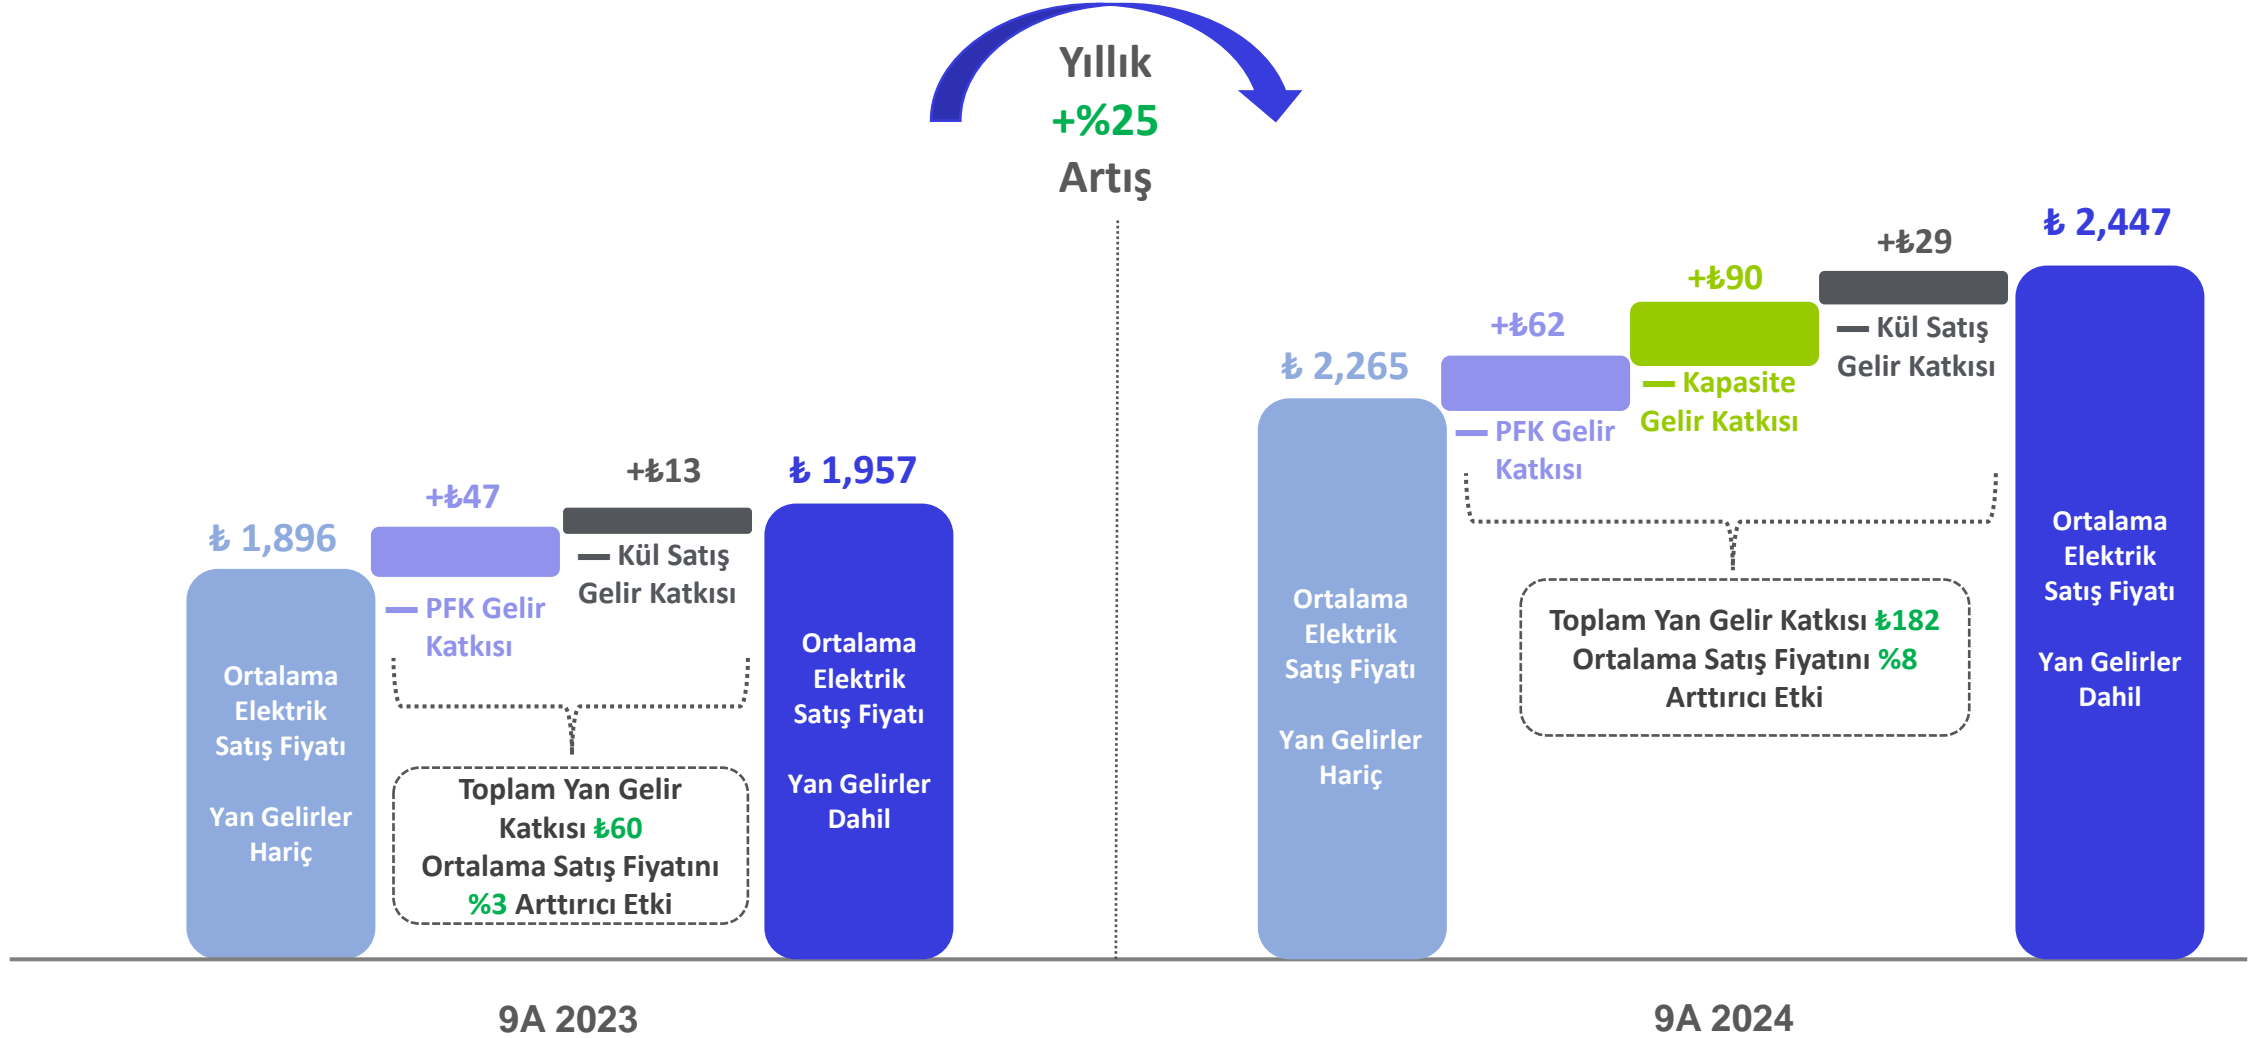 Yıllık
+%25
Artış
₺ 1,896
Ortalama
Elektrik
Satış Fiyatı
Yan Gelirler
Hariç
+₺47
— PFK Gelir
Katkısı
+₺13
— Kül Satış
Gelir Katkısı
Toplam Yan Gelir
Katkısı ₺60
Ortalama Satış Fiyatını
%3 Arttırıcı Etki
₺ 1,957
Ortalama
Elektrik
Satış Fiyatı
Yan Gelirler
Dahil
9A 2023
₺ 2,265
Ortalama
Elektrik
Satış Fiyatı
Yan Gelirler
Hariç
+₺62
— PFK Gelir
Katkısı
+₺90
— Kapasite
Gelir Katkısı
+₺29
— Kül Satış
Gelir Katkısı
Toplam Yan Gelir Katkısı ₺182
Ortalama Satış Fiyatını %8
Arttırıcı Etki
₺ 2,447
Ortalama
Elektrik
Satış Fiyatı
Yan Gelirler
Dahil
9A 2024